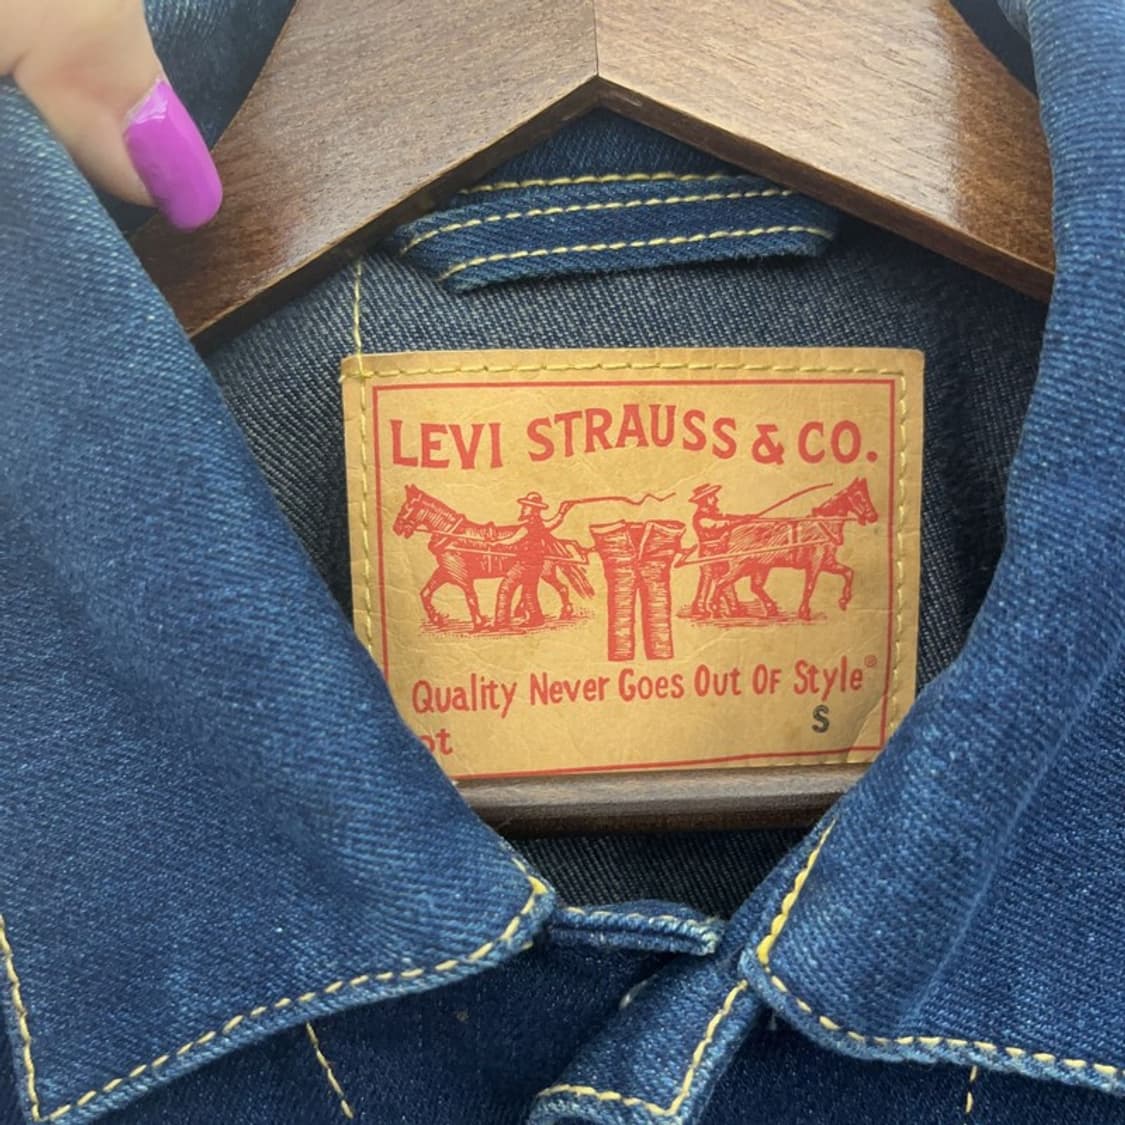 LEVI STRAUSS & CO.
Quality Never Goes Out Of Style®
S